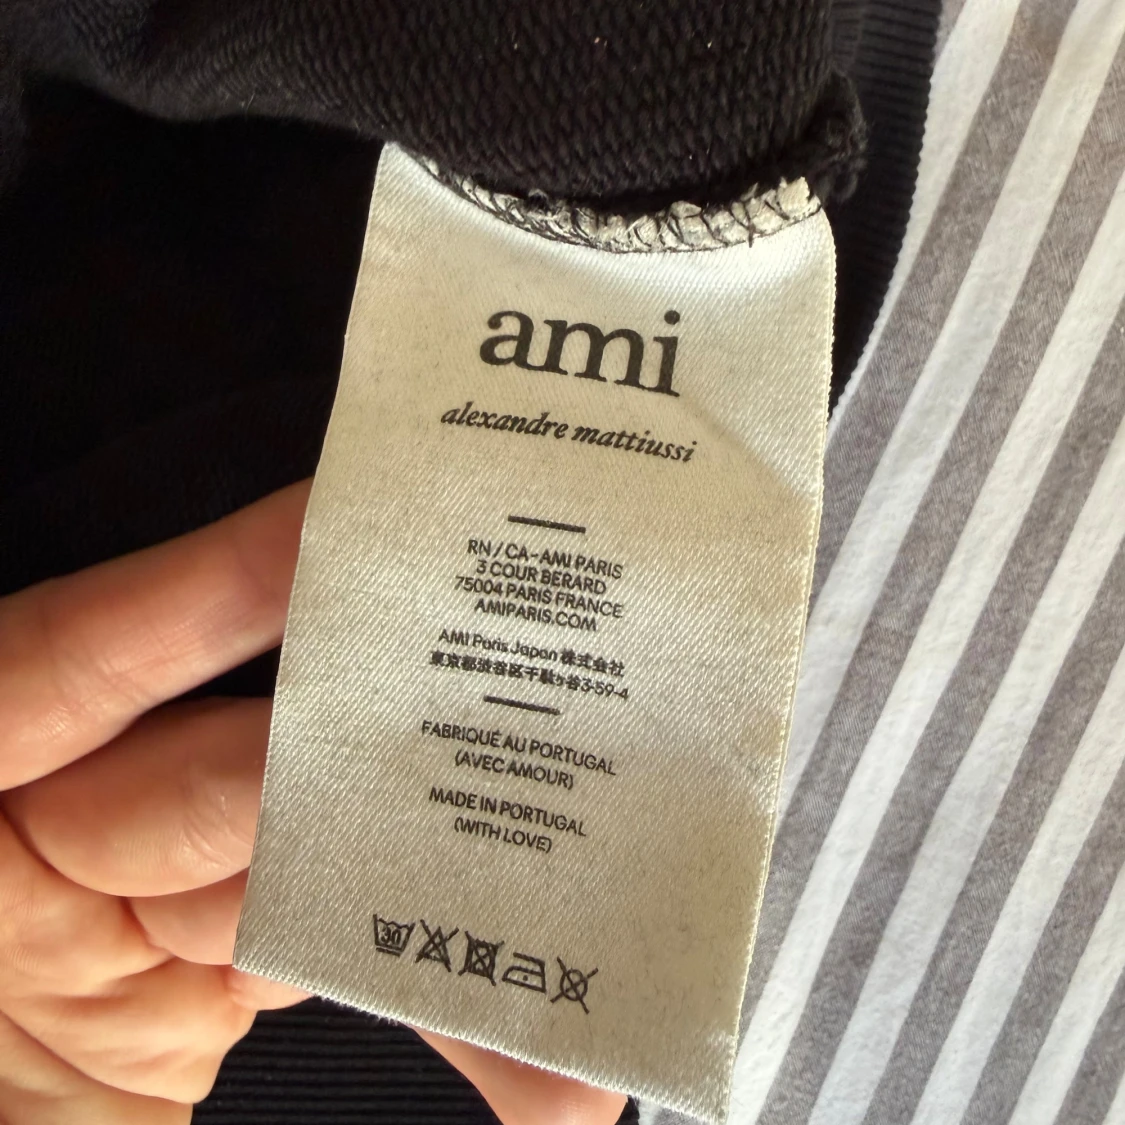 ami
alexandre mattiussi
RN / CA-AMI PARIS
3 COUR BERARD
75004 PARIS FRANCE
AMIPARIS.COM
AMI Paris Japan 株式会社
東京都渋谷区千駄ヶ谷3-59-4
FABRIQUÉ AU PORTUGAL
(AVEC AMOUR)
MADE IN PORTUGAL
(WITH LOVE)
30